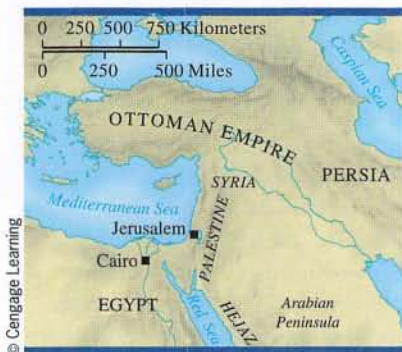 0 250 500 750 Kilometers
0 250 500 Miles
Caspian Sea
OTTOMAN EMPIRE
PERSIA
SYRIA
Mediterranean Sea
Jerusalem
PALESTINE
Cairo
EGYPT
Red Sea
HEJAZ
Arabian
Peninsula
© Cengage Learning